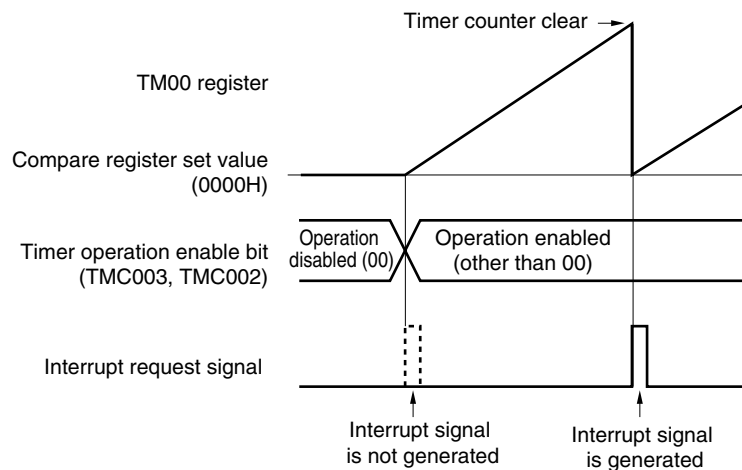 Timer counter clear
TM00 register
Compare register set value
(0000H)
Timer operation enable bit
(TMC003, TMC002)
Operation
disabled (00)
Operation enabled
(other than 00)
Interrupt request signal
Interrupt signal
is not generated
Interrupt signal
is generated